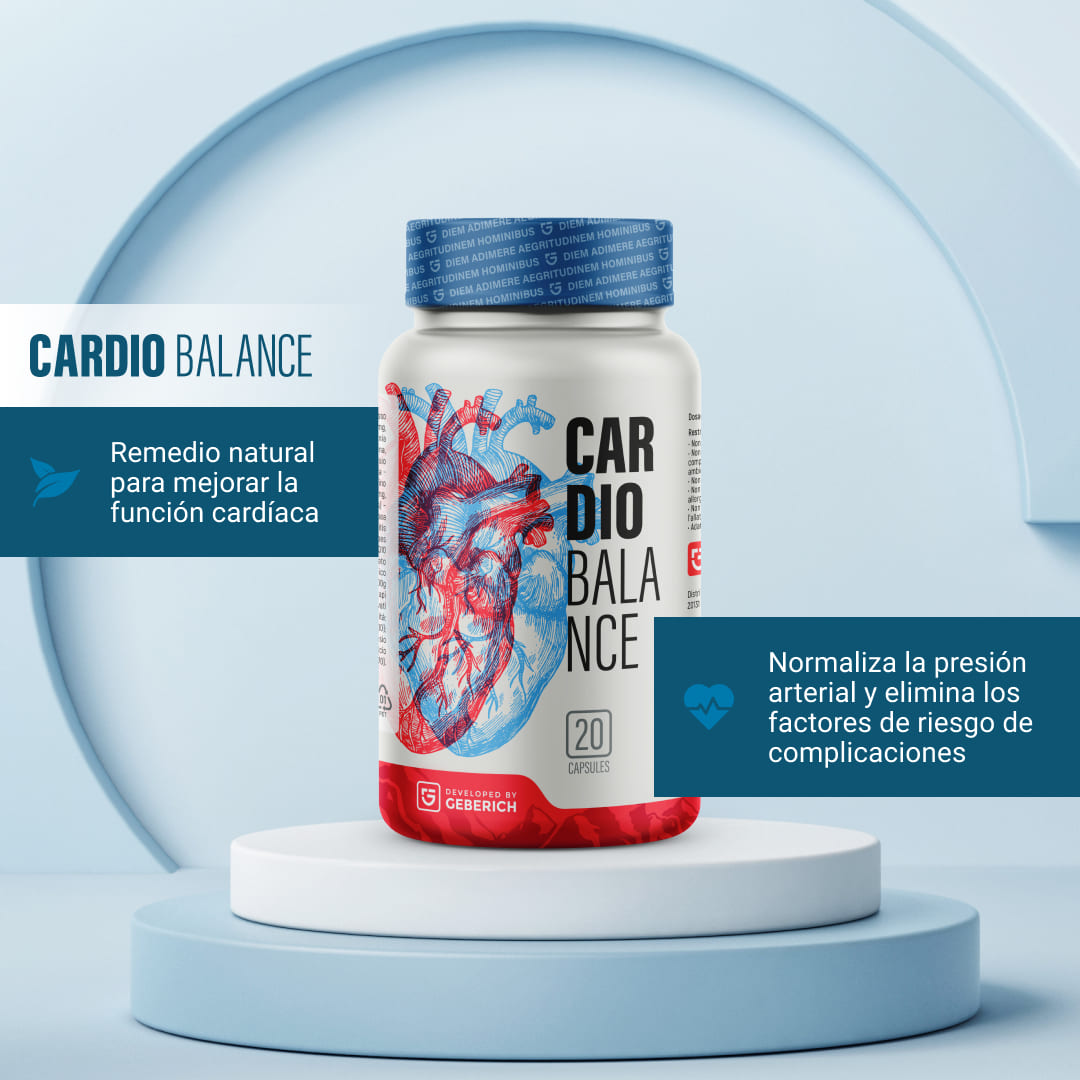 DIEM ADIMERE AEGRITUDINEM HOMINIBUS
CARDIO BALANCE
Remedio natural
para mejorar la
función cardíaca
CAR
DIO
BALA
NCE
20
CAPSULES
DEVELOPED BY
GEBERICH
Normaliza la presión
arterial y elimina los
factores de riesgo de
complicaciones